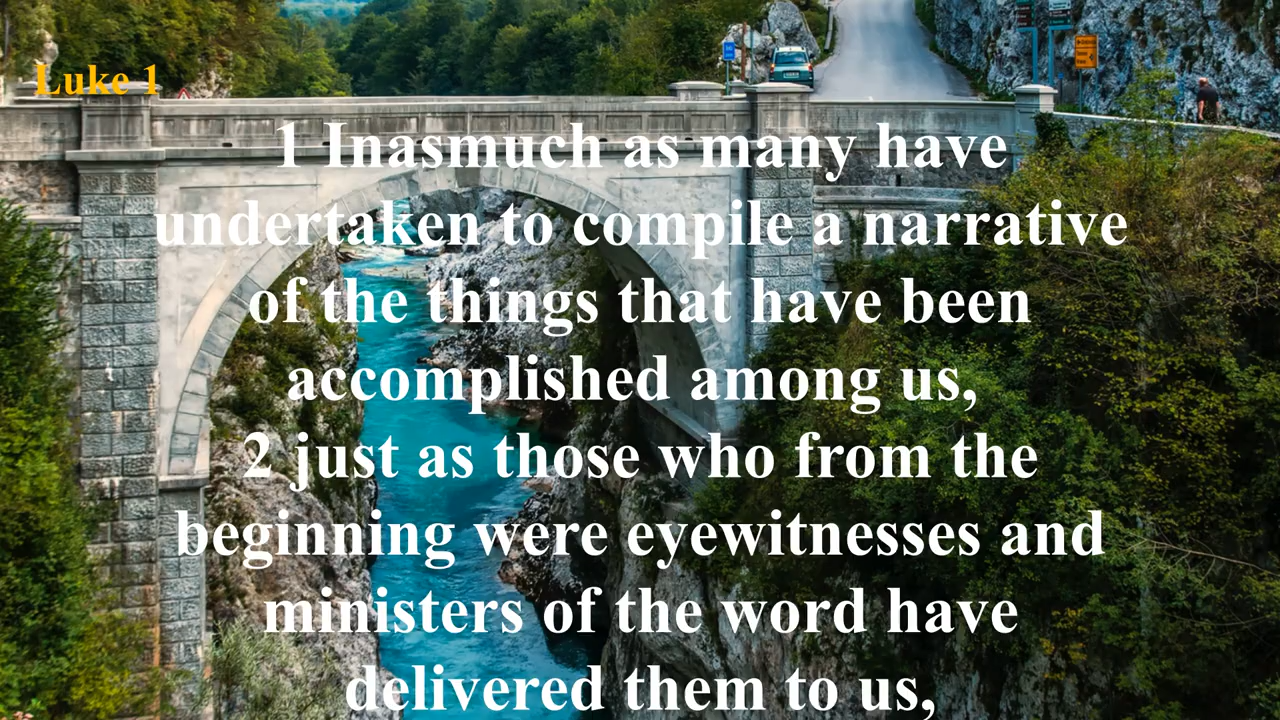 Luke 1
1 Inasmuch as many have
undertaken to compile a narrative
of the things that have been
accomplished among us,
2 just as those who from the
beginning were eyewitnesses and
ministers of the word have
delivered them to us,